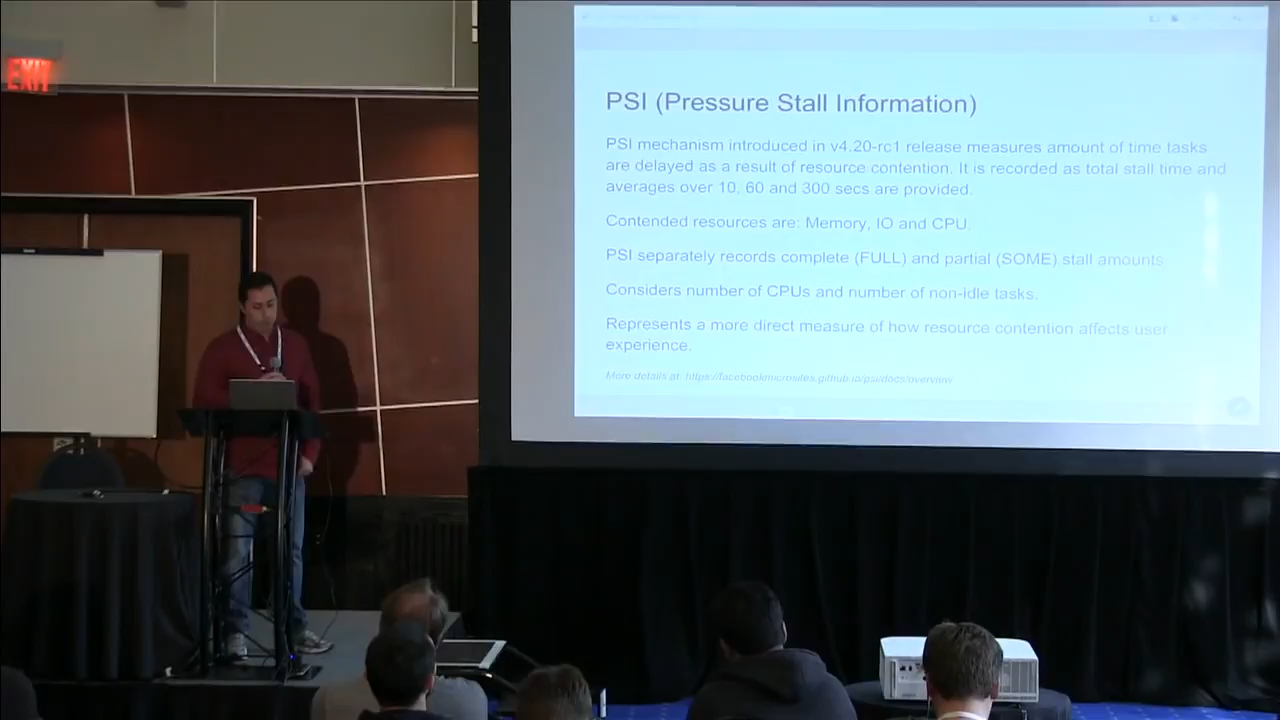 EXIT
PSI (Pressure Stall Information)
PSI mechanism introduced in v4.20-rc1 release measures amount of time tasks
are delayed as a result of resource contention. It is recorded as total stall time and
averages over 10, 60 and 300 secs are provided.
Contended resources are: Memory, IO and CPU.
PSI separately records complete (FULL) and partial (SOME) stall amounts
Considers number of CPUs and number of non-idle tasks.
Represents a more direct measure of how resource contention affects user
experience.
More details at: https://facebookmicrosites.github.io/psi/docs/overview